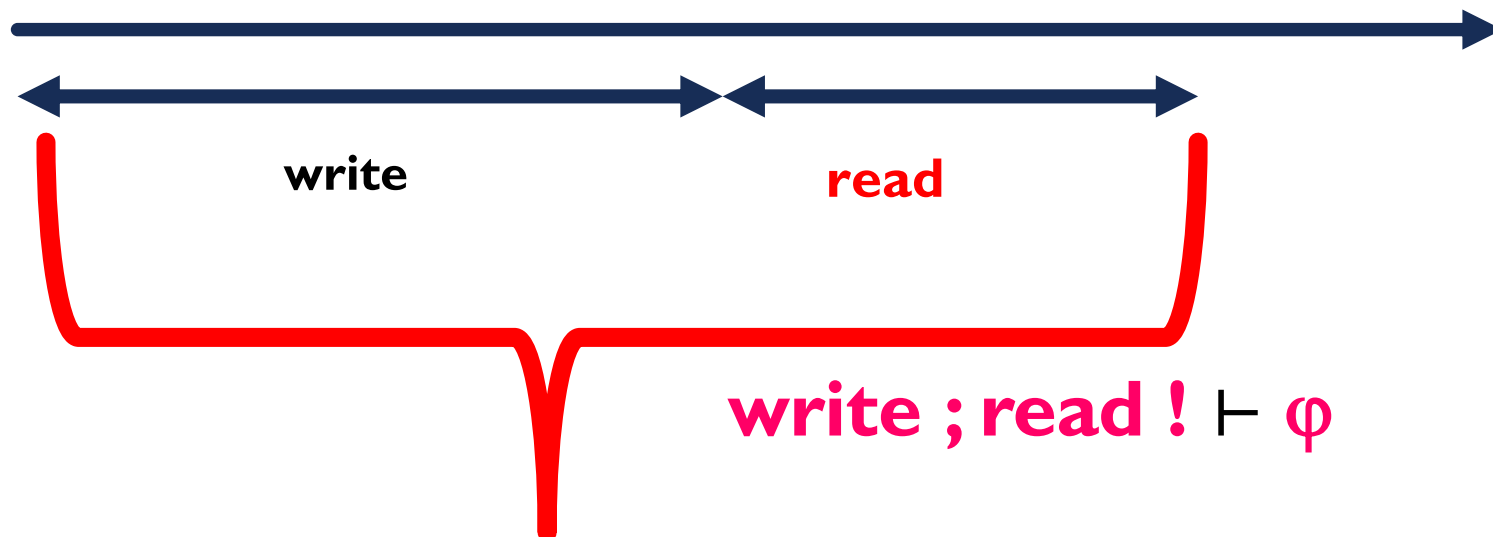 write
read
write ; read ! ⊢ φ